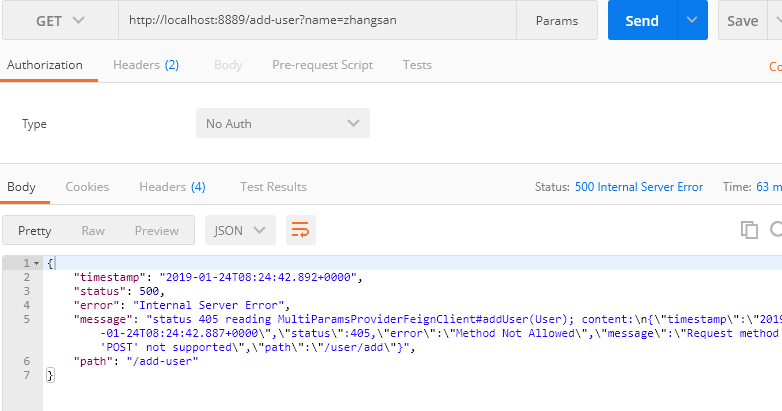 GET http://localhost:8889/add-user?name=zhangsan Params Send Save
Authorization Headers (2) Body Pre-request Script Tests Co
Type No Auth
Body Cookies Headers (4) Test Results Status: 500 Internal Server Error Time: 63 m
Pretty Raw Preview JSON
1 {
2 "timestamp": "2019-01-24T08:24:42.892+0000",
3 "status": 500,
4 "error": "Internal Server Error",
5 "message": "status 405 reading MultiParamsProviderFeignClient#addUser(User); content:\n{\"timestamp\":\"2019
-01-24T08:24:42.887+0000\",\"status\":405,\"error\":\"Method Not Allowed\",\"message\":\"Request method
'POST' not supported\",\"path\":\"/user/add\"}",
6 "path": "/add-user"
7 }